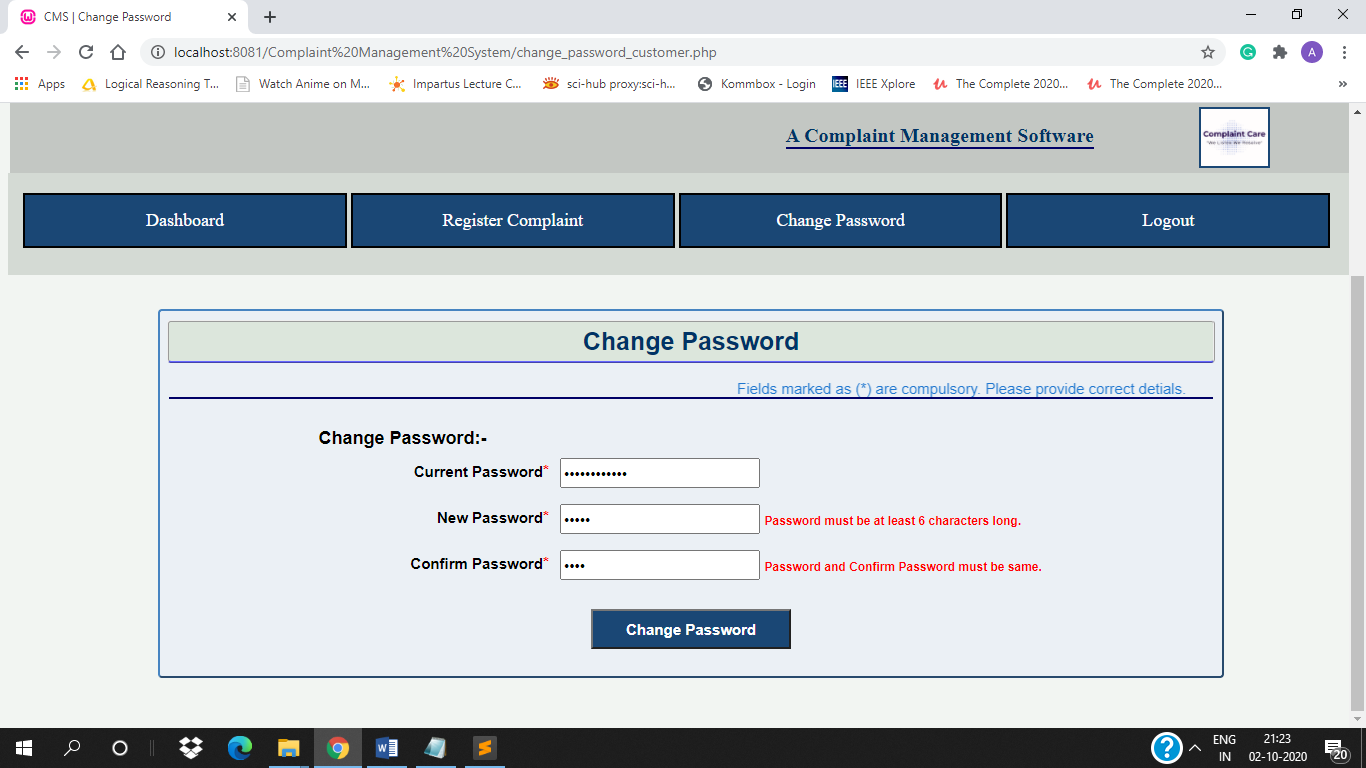 CMS | Change Password
localhost:8081/Complaint%20Management%20System/change_password_customer.php
A
Apps Logical Reasoning T... Watch Anime on M... Impartus Lecture C... sci-hub proxy:sci-h... Kommbox - Login IEEE IEEE Xplore The Complete 2020... The Complete 2020... »
A Complaint Management Software
Complaint Care
Dashboard Register Complaint Change Password Logout
Change Password
Fields marked as (*) are compulsory. Please provide correct detials.
Change Password:-
Current Password* ••••••••••••
New Password* ••••• Password must be at least 6 characters long.
Confirm Password* •••• Password and Confirm Password must be same.
Change Password
ENG 21:23
IN 02-10-2020 20